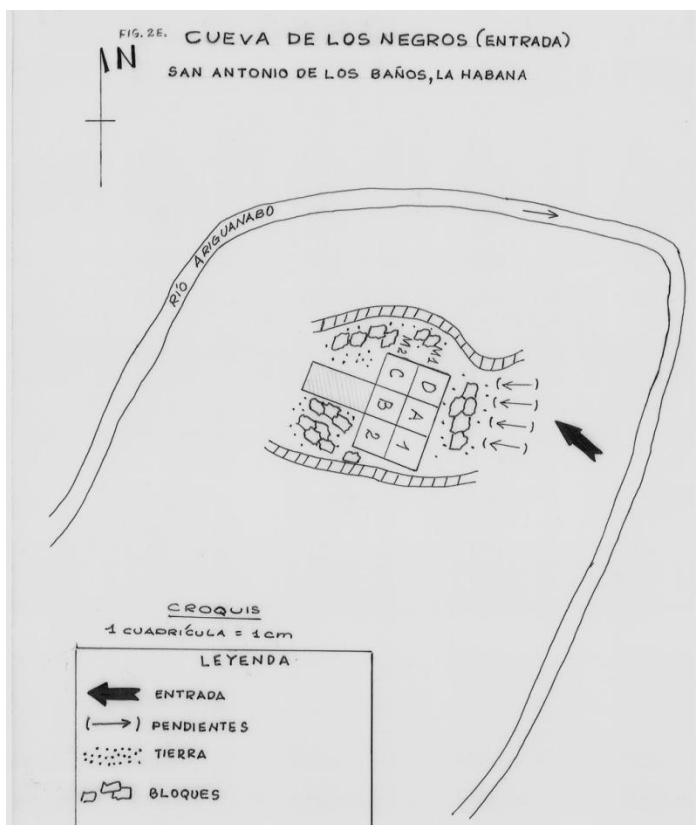 FIG. 2E. CUEVA DE LOS NEGROS (ENTRADA)
N
SAN ANTONIO DE LOS BAÑOS, LA HABANA
RÍO ARIGUANABO
M2 M1
C D
B A
2 1
CROQUIS
1 CUADRÍCULA = 1cm
LEYENDA
ENTRADA
PENDIENTES
TIERRA
BLOQUES